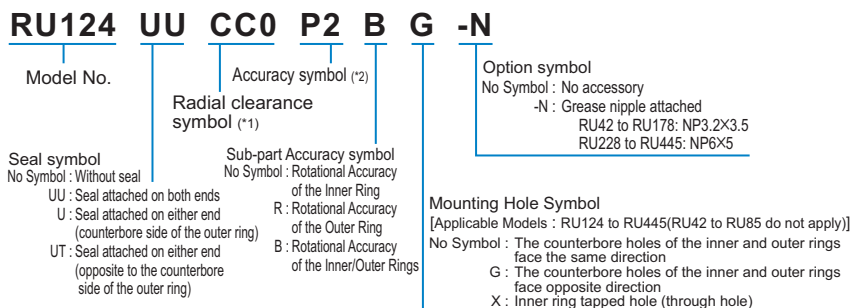 RU124 UU CC0 P2 B G -N
Model No.
Accuracy symbol (*2)
Radial clearance
symbol (*1)
Option symbol
No Symbol : No accessory
-N : Grease nipple attached
RU42 to RU178: NP3.2×3.5
RU228 to RU445: NP6×5
Seal symbol
No Symbol : Without seal
UU : Seal attached on both ends
U : Seal attached on either end
(counterbore side of the outer ring)
UT : Seal attached on either end
(opposite to the counterbore
side of the outer ring)
Sub-part Accuracy symbol
No Symbol : Rotational Accuracy
of the Inner Ring
R : Rotational Accuracy
of the Outer Ring
B : Rotational Accuracy
of the Inner/Outer Rings
Mounting Hole Symbol
[Applicable Models : RU124 to RU445(RU42 to RU85 do not apply)]
No Symbol : The counterbore holes of the inner and outer rings
face the same direction
G : The counterbore holes of the inner and outer rings
face opposite direction
X : Inner ring tapped hole (through hole)